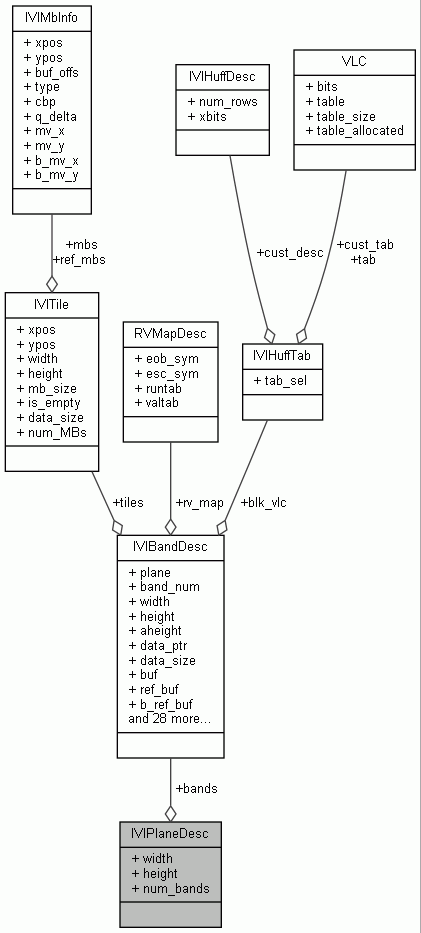 IVIMbInfo
+ xpos
+ ypos
+ buf_offs
+ type
+ cbp
+ q_delta
+ mv_x
+ mv_y
+ b_mv_x
+ b_mv_y
IVIHuffDesc
+ num_rows
+ xbits
VLC
+ bits
+ table
+ table_size
+ table_allocated
+mbs
+ref_mbs
+cust_desc
+cust_tab
+tab
IVITile
+ xpos
+ ypos
+ width
+ height
+ mb_size
+ is_empty
+ data_size
+ num_MBs
RVMapDesc
+ eob_sym
+ esc_sym
+ runtab
+ valtab
IVIHuffTab
+ tab_sel
+tiles
+rv_map
+blk_vlc
IVIBandDesc
+ plane
+ band_num
+ width
+ height
+ aheight
+ data_ptr
+ data_size
+ buf
+ ref_buf
+ b_ref_buf
and 28 more...
+bands
IVIPlaneDesc
+ width
+ height
+ num_bands